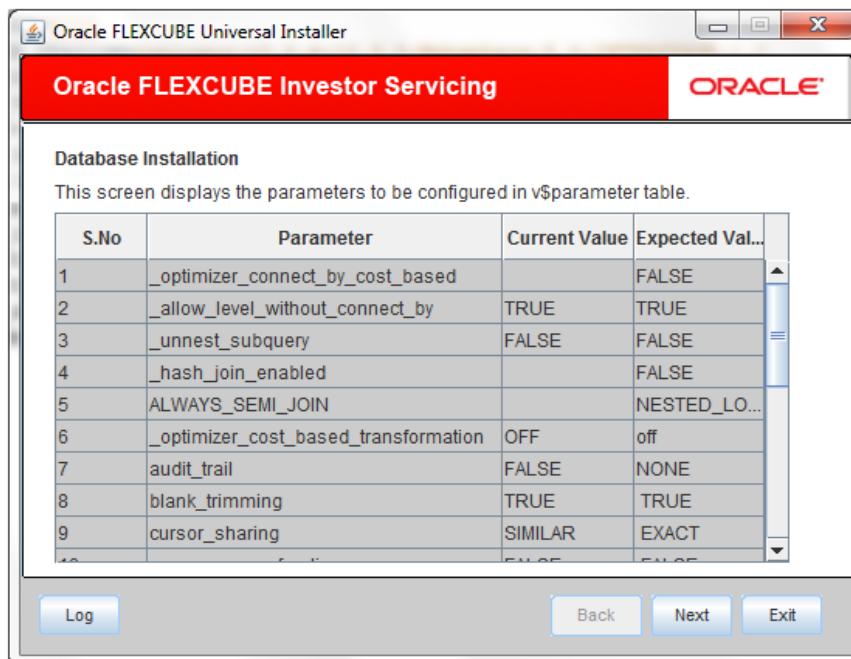 Oracle FLEXCUBE Universal Installer
Oracle FLEXCUBE Investor Servicing
ORACLE
Database Installation
This screen displays the parameters to be configured in v$parameter table.
S.No Parameter Current Value Expected Val...
1 _optimizer_connect_by_cost_based FALSE
2 _allow_level_without_connect_by TRUE TRUE
3 _unnest_subquery FALSE FALSE
4 _hash_join_enabled FALSE
5 ALWAYS_SEMI_JOIN NESTED_LO...
6 _optimizer_cost_based_transformation OFF off
7 audit_trail FALSE NONE
8 blank_trimming TRUE TRUE
9 cursor_sharing SIMILAR EXACT
Log Back Next Exit